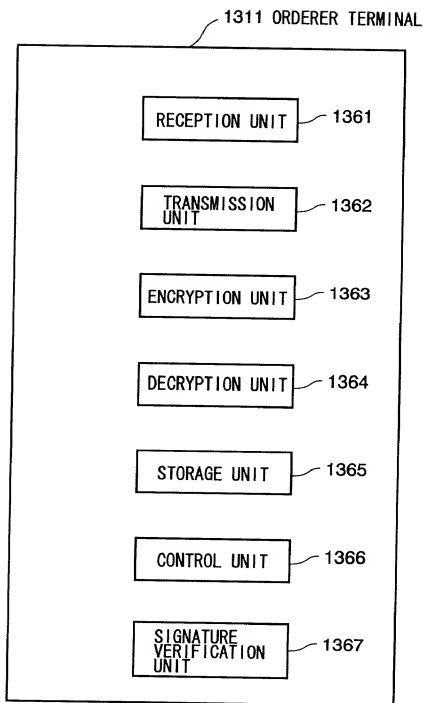 1311 ORDERER TERMINAL
RECEPTION UNIT
1361
TRANSMISSION
UNIT
1362
ENCRYPTION UNIT
1363
DECRYPTION UNIT
1364
STORAGE UNIT
1365
CONTROL UNIT
1366
SIGNATURE
VERIFICATION
UNIT
1367